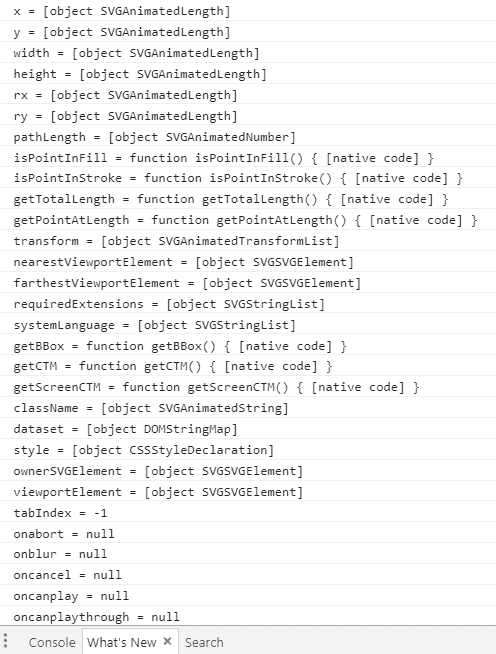 x = [object SVGAnimatedLength]
y = [object SVGAnimatedLength]
width = [object SVGAnimatedLength]
height = [object SVGAnimatedLength]
rx = [object SVGAnimatedLength]
ry = [object SVGAnimatedLength]
pathLength = [object SVGAnimatedNumber]
isPointInFill = function isPointInFill() { [native code] }
isPointInStroke = function isPointInStroke() { [native code] }
getTotalLength = function getTotalLength() { [native code] }
getPointAtLength = function getPointAtLength() { [native code] }
transform = [object SVGAnimatedTransformList]
nearestViewportElement = [object SVGSVGElement]
farthestViewportElement = [object SVGSVGElement]
requiredExtensions = [object SVGStringList]
systemLanguage = [object SVGStringList]
getBBox = function getBBox() { [native code] }
getCTM = function getCTM() { [native code] }
getScreenCTM = function getScreenCTM() { [native code] }
className = [object SVGAnimatedString]
dataset = [object DOMStringMap]
style = [object CSSStyleDeclaration]
ownerSVGElement = [object SVGSVGElement]
viewportElement = [object SVGSVGElement]
tabIndex = -1
onabort = null
onblur = null
oncancel = null
oncanplay = null
oncanplaythrough = null
Console What's New × Search